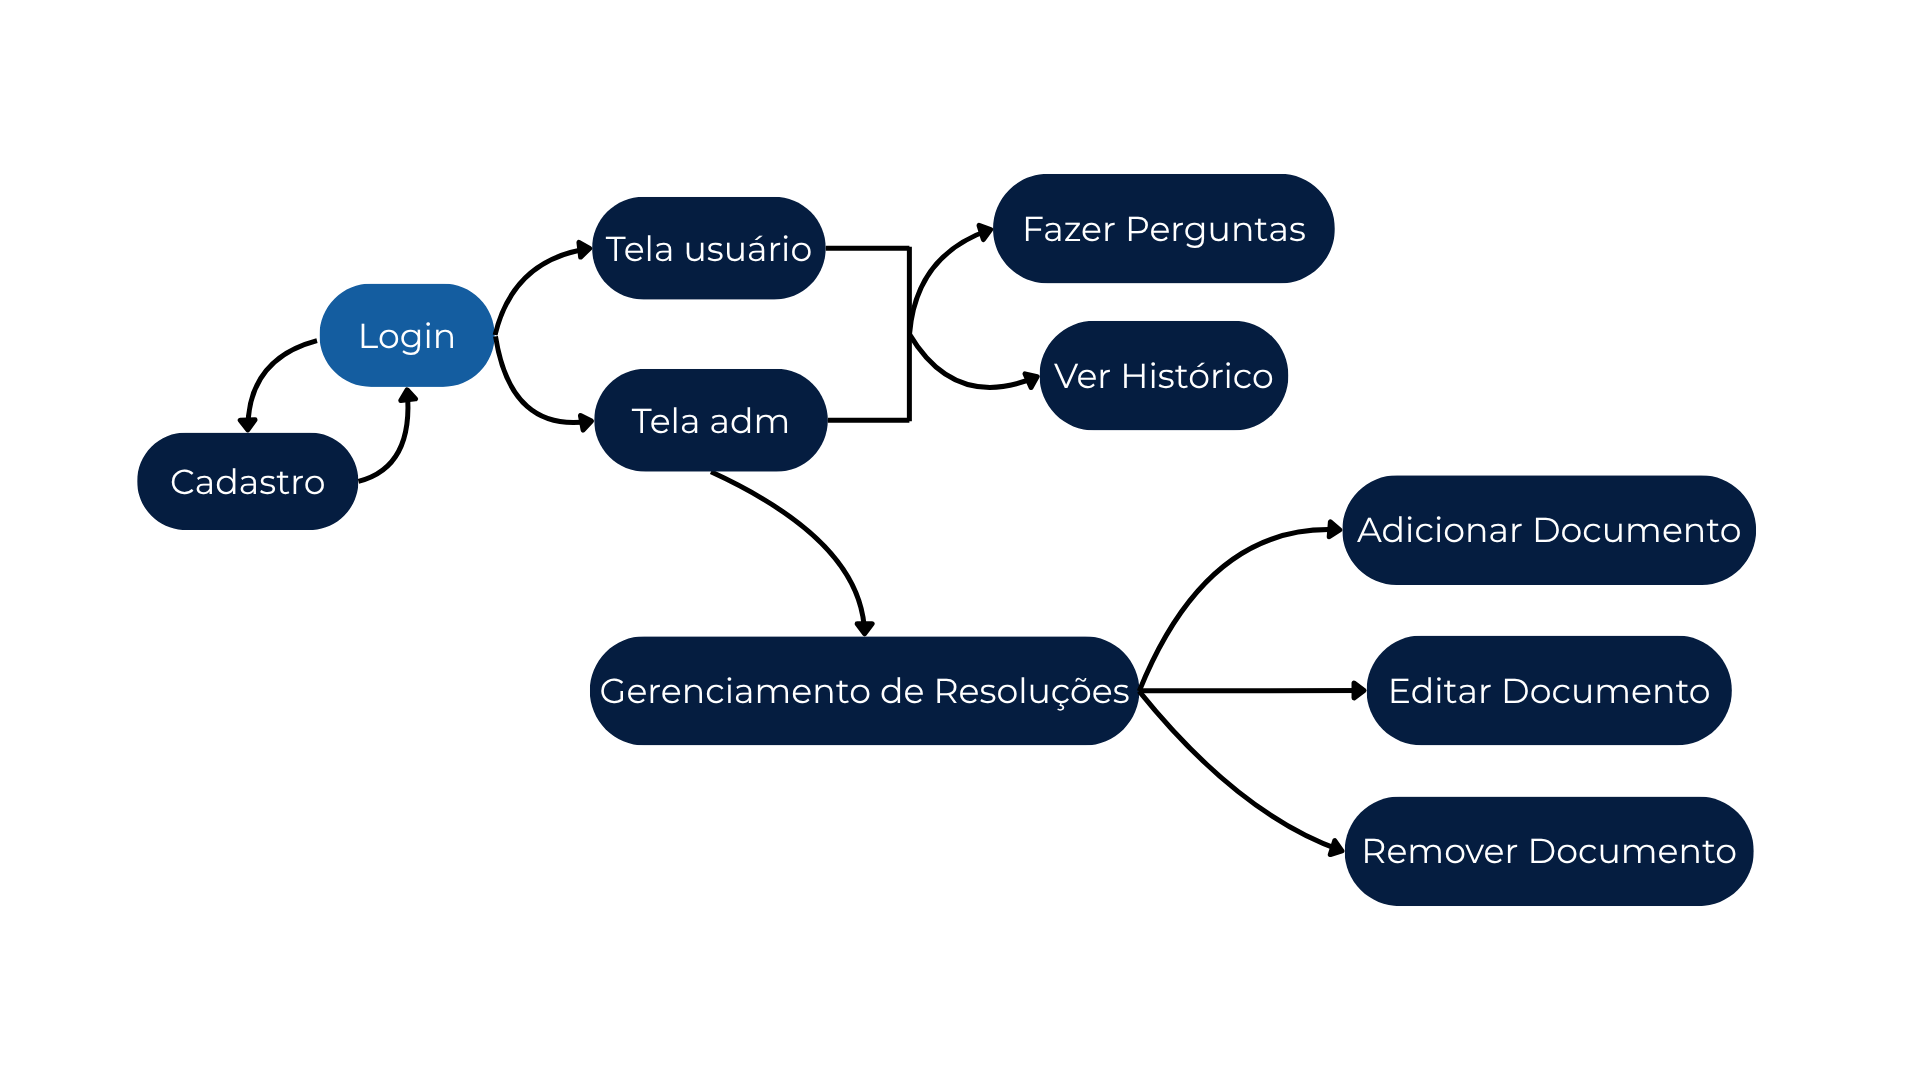 Login
Cadastro
Tela usuário
Tela adm
Fazer Perguntas
Ver Histórico
Gerenciamento de Resoluções
Adicionar Documento
Editar Documento
Remover Documento